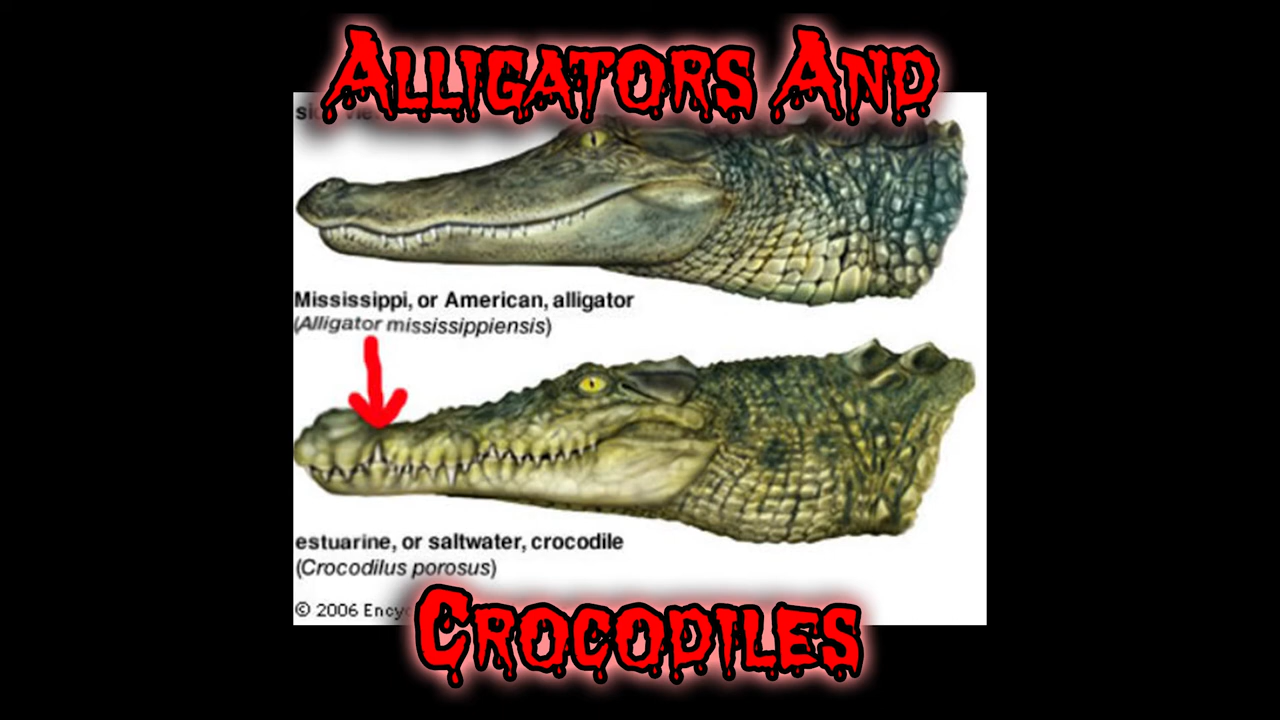 ALLIGATORS AND
Mississippi, or American, alligator
(Alligator mississippiensis)
estuarine, or saltwater, crocodile
(Crocodilus porosus)
© 2006
CROCODILES